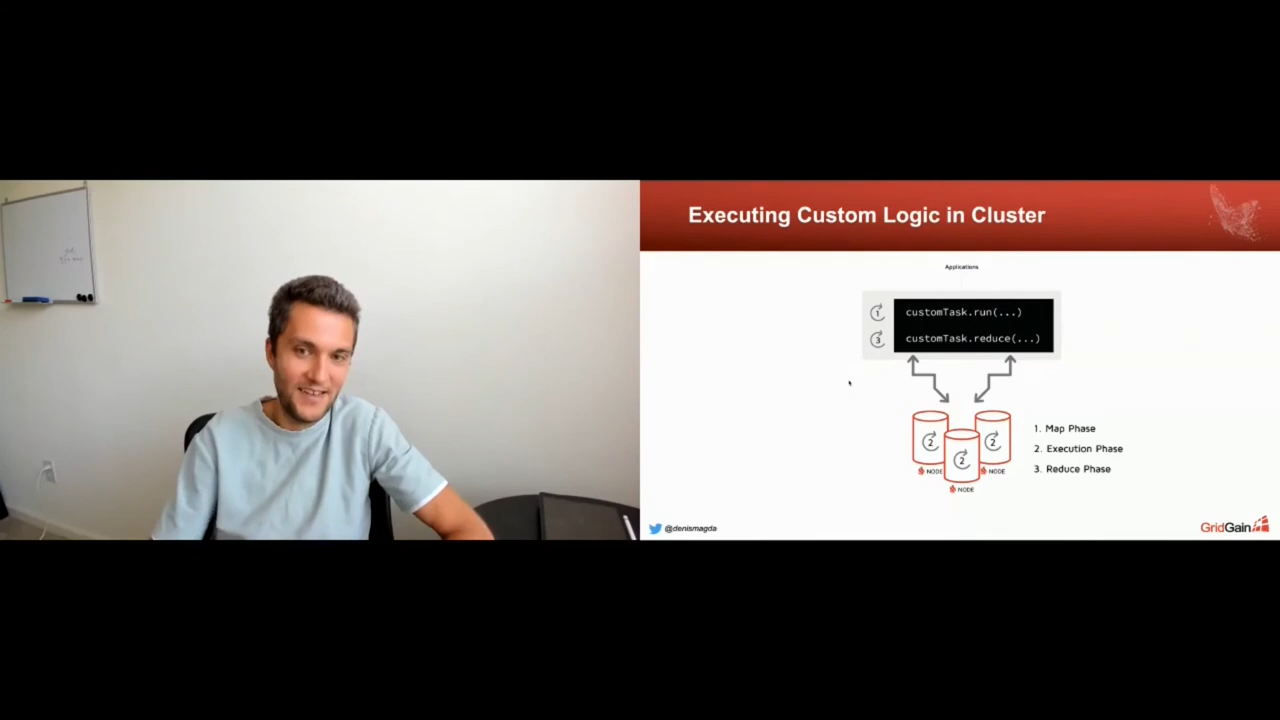 Executing Custom Logic in Cluster
Applications
1 customTask.run(...)
3 customTask.reduce(...)
2
2
2
NODE
NODE
NODE
1. Map Phase
2. Execution Phase
3. Reduce Phase
@denismagda
GridGain